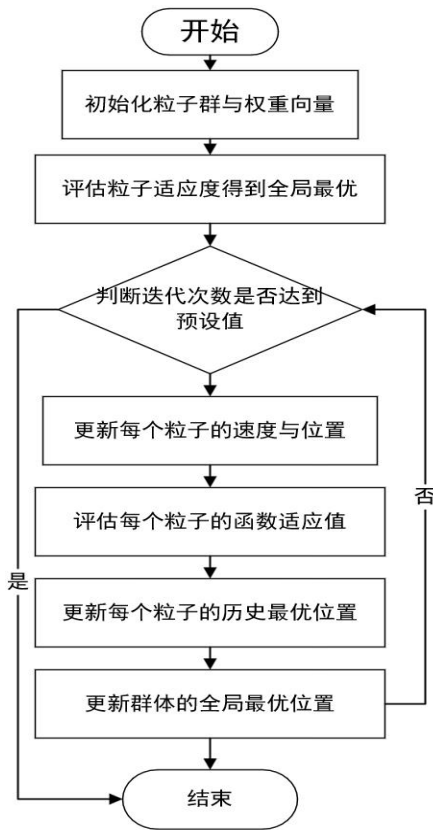 开始
初始化粒子群与权重向量
评估粒子适应度得到全局最优
判断迭代次数是否达到
预设值
更新每个粒子的速度与位置
评估每个粒子的函数适应值
否
是
更新每个粒子的历史最优位置
更新群体的全局最优位置
结束